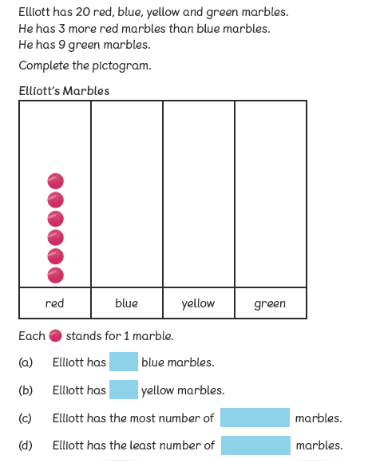 Elliott has 20 red, blue, yellow and green marbles.
He has 3 more red marbles than blue marbles.
He has 9 green marbles.
Complete the pictogram.
Elliott's Marbles
red blue yellow green
Each stands for 1 marble.
(a) Elliott has blue marbles.
(b) Elliott has yellow marbles.
(c) Elliott has the most number of marbles.
(d) Elliott has the least number of marbles.